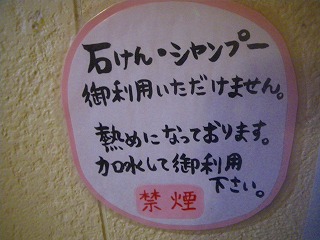 石けん・シャンプー
御利用いただけません。
熱めになっております。
加水して御利用
下さい。
禁煙